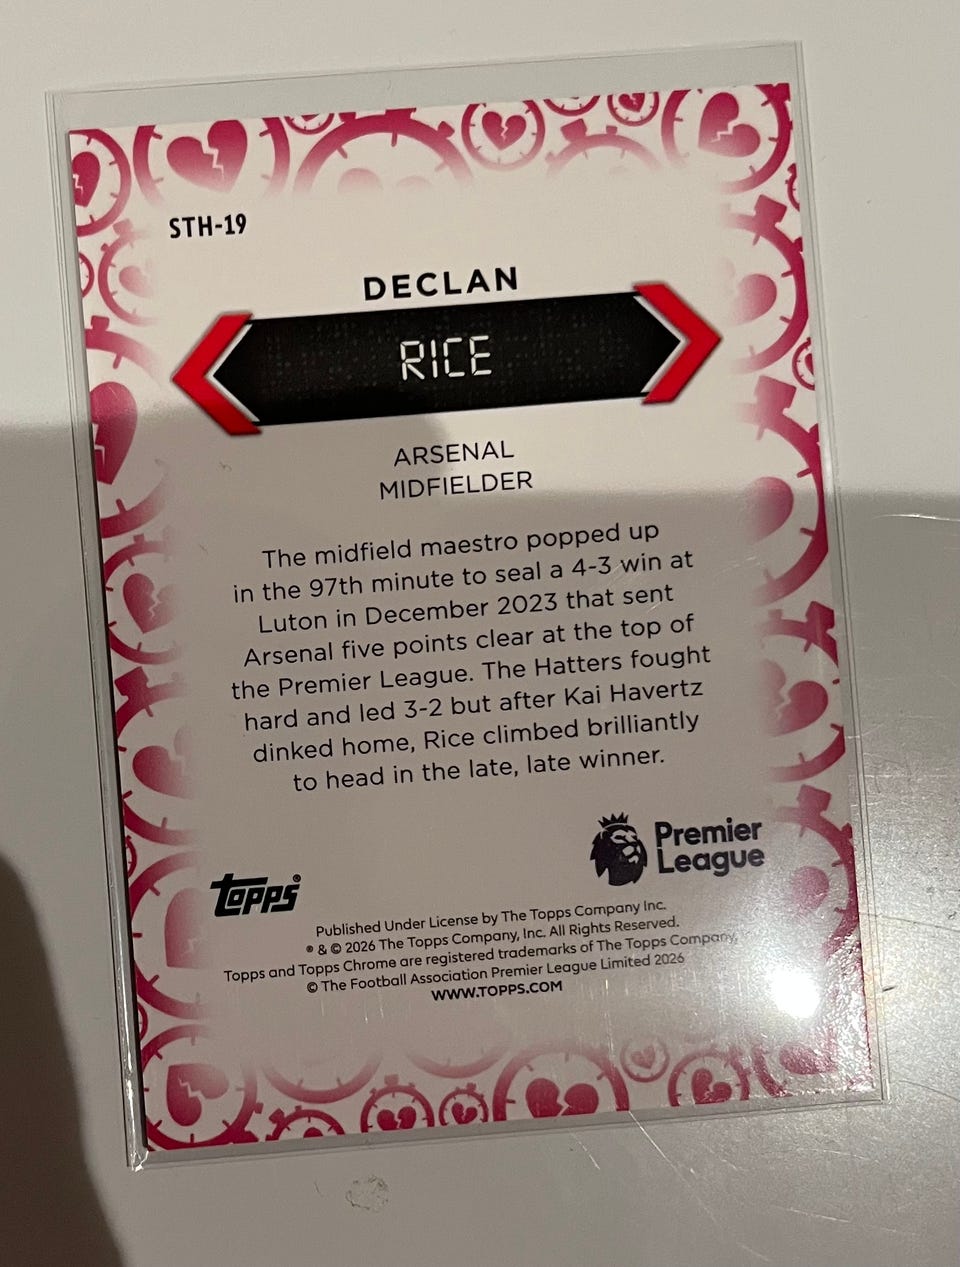 STH-19
DECLAN
RICE
ARSENAL
MIDFIELDER
The midfield maestro popped up
in the 97th minute to seal a 4-3 win at
Luton in December 2023 that sent
Arsenal five points clear at the top of
the Premier League. The Hatters fought
hard and led 3-2 but after Kai Havertz
dinked home, Rice climbed brilliantly
to head in the late, late winner.
Premier
League
topps®
Published Under License by The Topps Company Inc.
® & © 2026 The Topps Company, Inc. All Rights Reserved.
Topps and Topps Chrome are registered trademarks of The Topps Company,
© The Football Association Premier League Limited 2026
WWW.TOPPS.COM